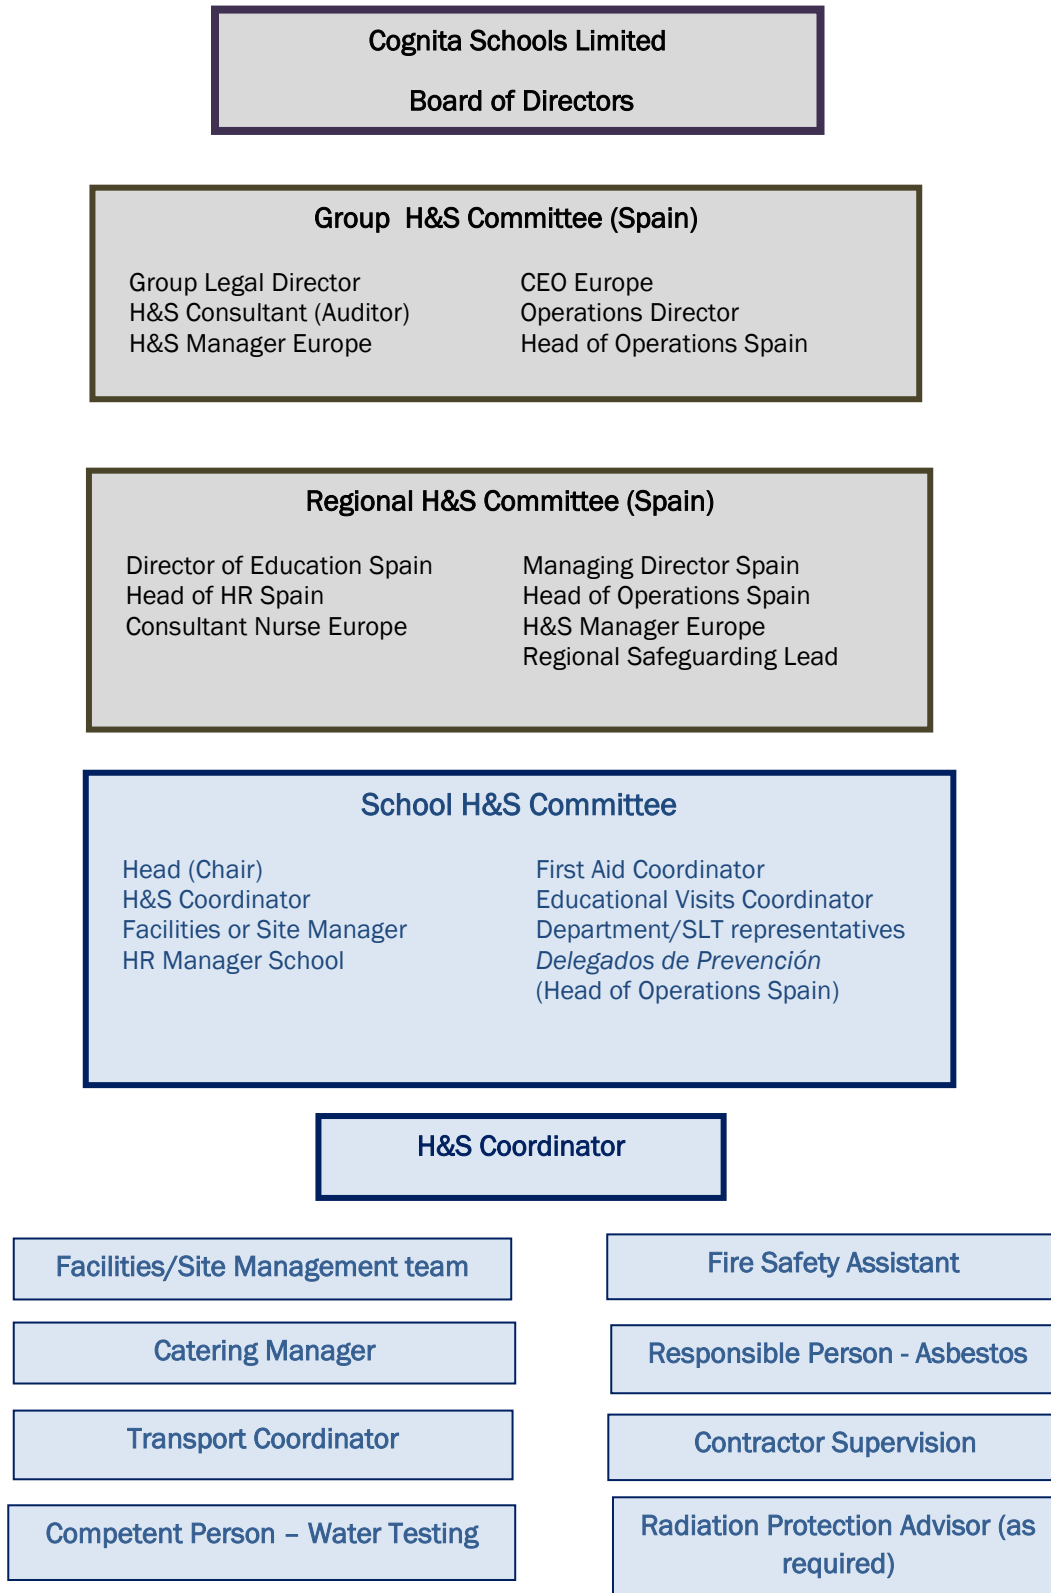 Cognita Schools Limited
Board of Directors
Group H&S Committee (Spain)
Group Legal Director
H&S Consultant (Auditor)
H&S Manager Europe
CEO Europe
Operations Director
Head of Operations Spain
Regional H&S Committee (Spain)
Director of Education Spain
Head of HR Spain
Consultant Nurse Europe
Managing Director Spain
Head of Operations Spain
H&S Manager Europe
Regional Safeguarding Lead
School H&S Committee
Head (Chair)
H&S Coordinator
Facilities or Site Manager
HR Manager School
First Aid Coordinator
Educational Visits Coordinator
Department/SLT representatives
Delegados de Prevención
(Head of Operations Spain)
H&S Coordinator
Facilities/Site Management team
Fire Safety Assistant
Catering Manager
Responsible Person - Asbestos
Transport Coordinator
Contractor Supervision
Competent Person – Water Testing
Radiation Protection Advisor (as
required)